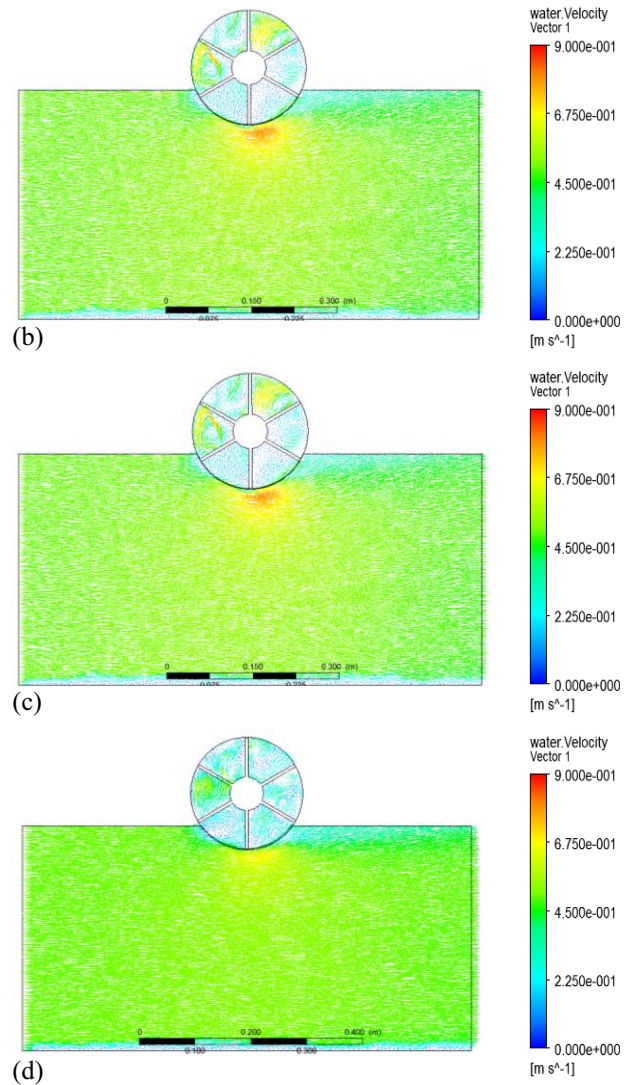 water.Velocity
Vector 1
9.000e-001
6.750e-001
4.500e-001
2.250e-001
0.000e+000
[m s^-1]
0 0.150 0.300 (m)
0.075 0.225
(b)
water.Velocity
Vector 1
9.000e-001
6.750e-001
4.500e-001
2.250e-001
0.000e+000
[m s^-1]
0 0.150 0.300 (m)
0.075 0.225
(c)
water.Velocity
Vector 1
9.000e-001
6.750e-001
4.500e-001
2.250e-001
0.000e+000
[m s^-1]
0 0.200 0.400 (m)
0.100 0.300
(d)